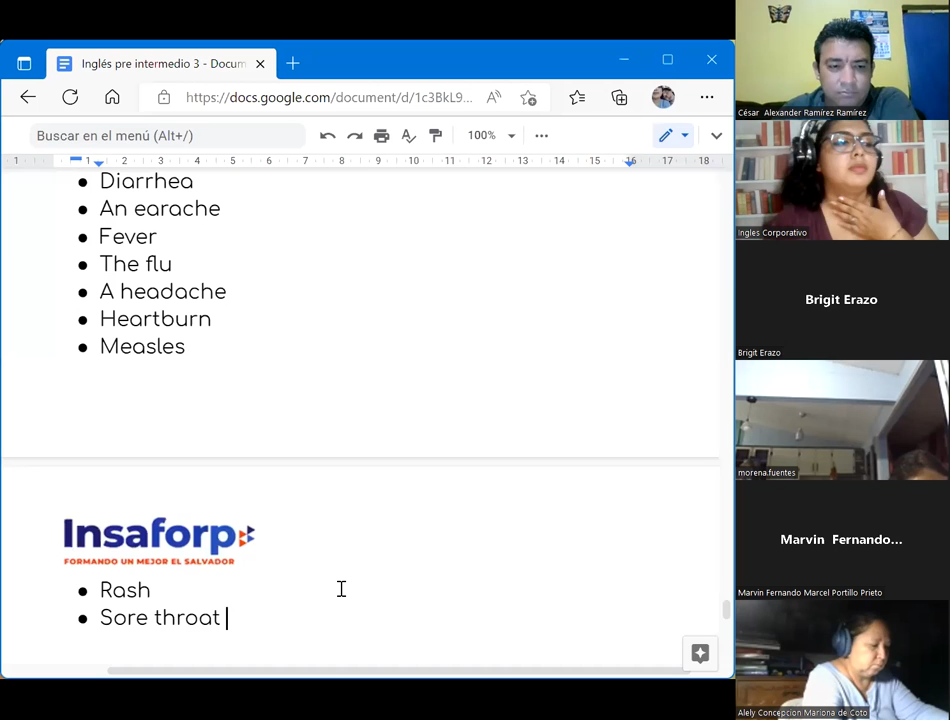 Inglés pre intermedio 3 - Docum
https://docs.google.com/document/d/1c3BkL9...
Buscar en el menú (Alt+/)
100%
1 1 2 3 4 5 6 7 8 9 10 11 12 13 14 15 16 17 18
Diarrhea
An earache
Fever
The flu
A headache
Heartburn
Measles
Insaforp
FORMANDO UN MEJOR EL SALVADOR
Rash
Sore throat
César Alexander Ramírez Ramírez
Ingles Corporativo
Brigit Erazo
Brigit Erazo
morena.fuentes
Marvin Fernando...
Marvin Fernando Marcel Portillo Prieto
Alely Concepcion Mariona de Coto